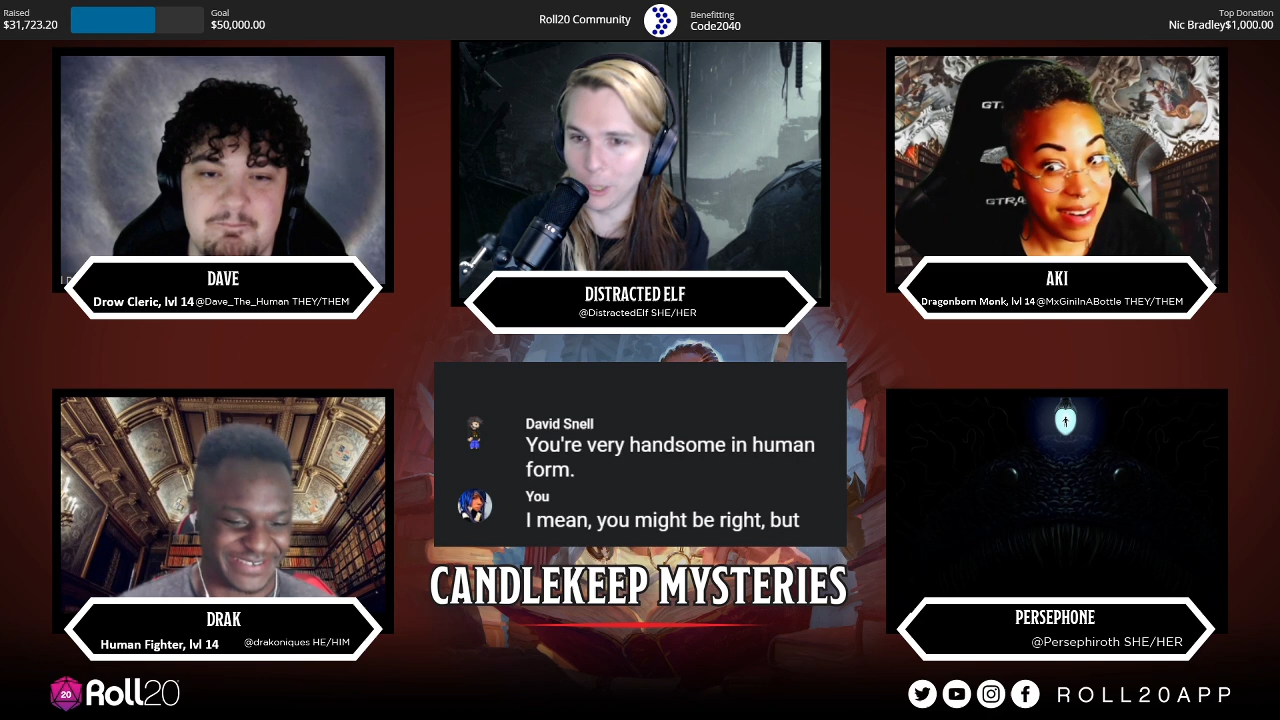 Raised
$31,723.20
Goal
$50,000.00
Roll20 Community
Benefitting
Code2040
Top Donation
Nic Bradley$1,000.00
GT
GTRA
DAVE
Drow Cleric, lvl 14 @Dave_The_Human THEY/THEM
DISTRACTED ELF
@DistractedElf SHE/HER
AKI
Dragonborn Monk, lvl 14 @MxGiniInABottle THEY/THEM
David Snell
You're very handsome in human
form.
You
I mean, you might be right, but
CANDLEKEEP MYSTERIES
DRAK
Human Fighter, lvl 14 @drakoniques HE/HIM
PERSEPHONE
@Persephiroth SHE/HER
20 Roll20
ROLL20APP